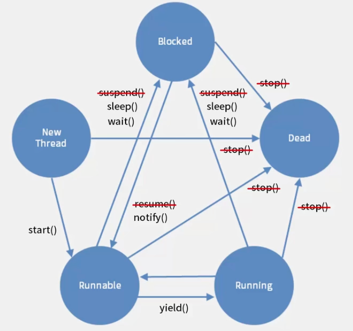 Blocked
suspend()
sleep()
wait()
suspend()
sleep()
wait()
stop()
New
Thread
Dead
stop()
stop()
resume()
notify()
stop()
start()
Runnable
Running
yield()